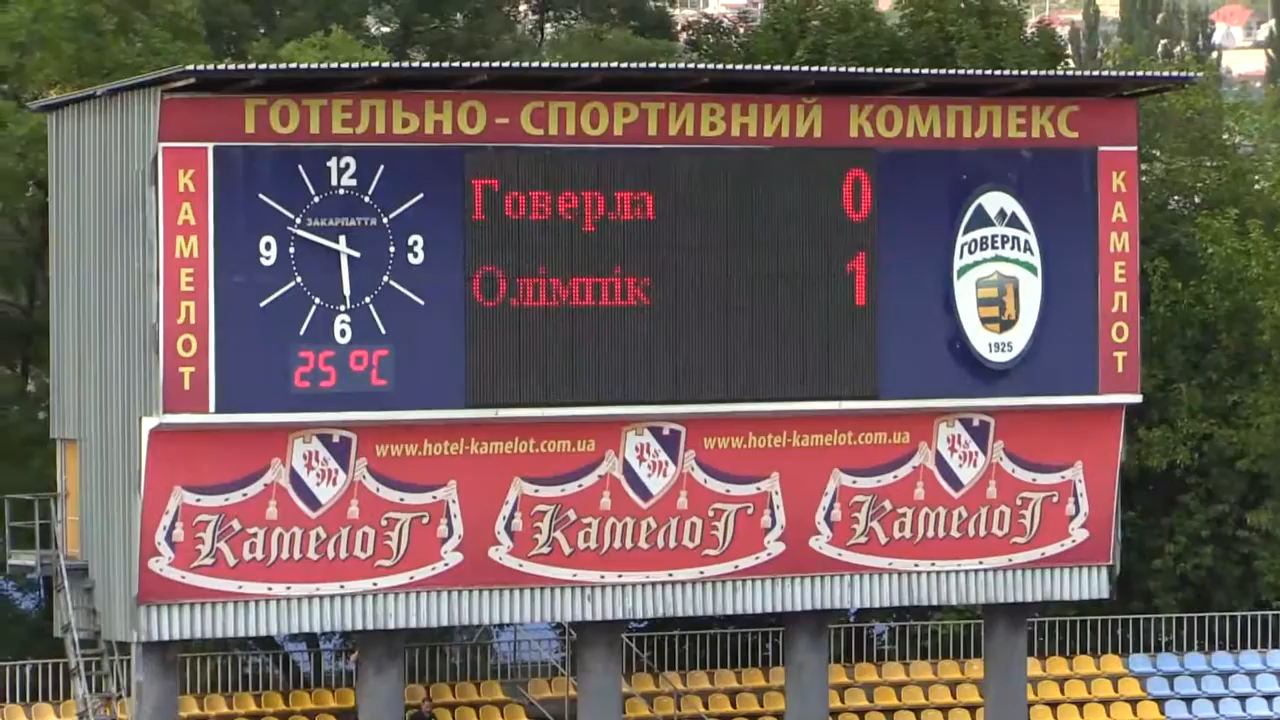 ГОТЕЛЬНО - СПОРТИВНИЙ КОМПЛЕКС
КАМЕЛОТ
12
3
6
9
ЗАКАРПАТТЯ
25 °C
Говерла 0
Олімпік 1
ГОВЕРЛА
1925
КАМЕЛОТ
www.hotel-kamelot.com.ua
www.hotel-kamelot.com.ua
P&M
P&M
P&M
Камелот
Камелот
Камелот